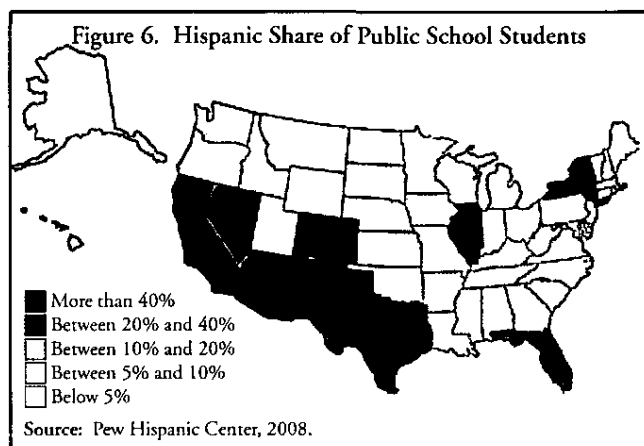 Figure 6. Hispanic Share of Public School Students
More than 40%
Between 20% and 40%
Between 10% and 20%
Between 5% and 10%
Below 5%
Source: Pew Hispanic Center, 2008.